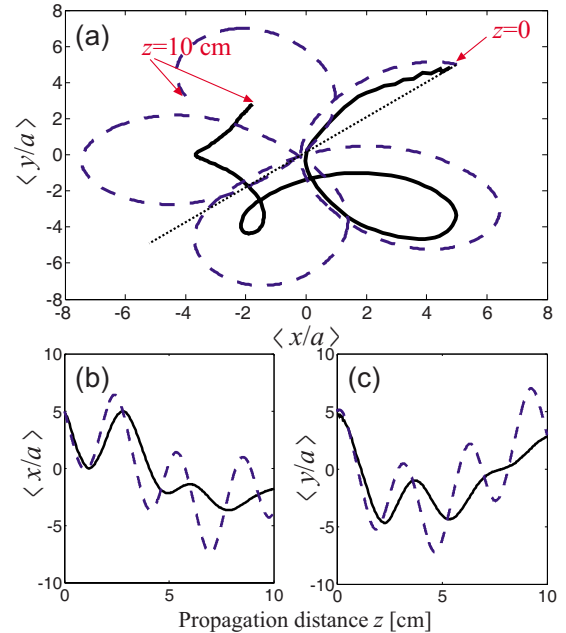 (a)
z=10 cm
z=0
8
6
4
2
0
-2
-4
-6
-8
⟨ y/a ⟩
-8 -6 -4 -2 0 2 4 6 8
⟨ x/a ⟩
(b)
10
5
0
-5
-10
⟨ x/a ⟩
0 5 10
(c)
10
5
0
-5
-10
⟨ y/a ⟩
0 5 10
Propagation distance z [cm]